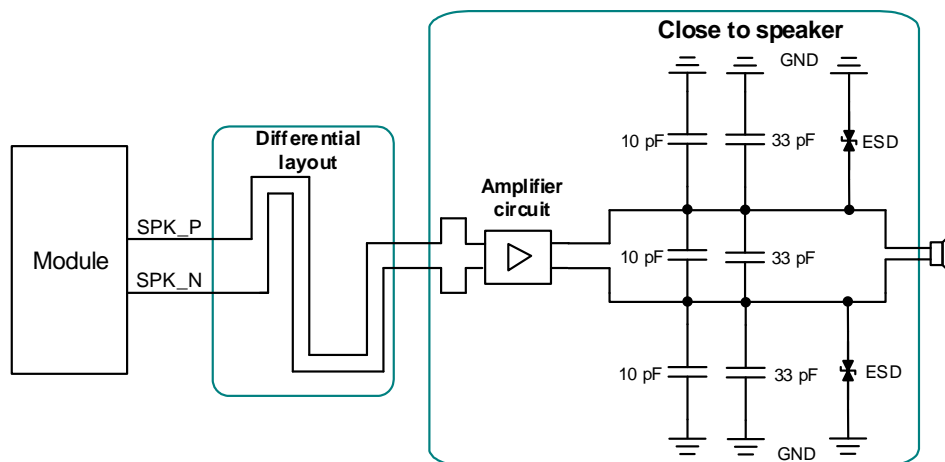 Close to speaker
GND
Differential
layout
10 pF
33 pF
ESD
Amplifier
circuit
SPK_P
Module
10 pF
33 pF
SPK_N
10 pF
33 pF
ESD
GND